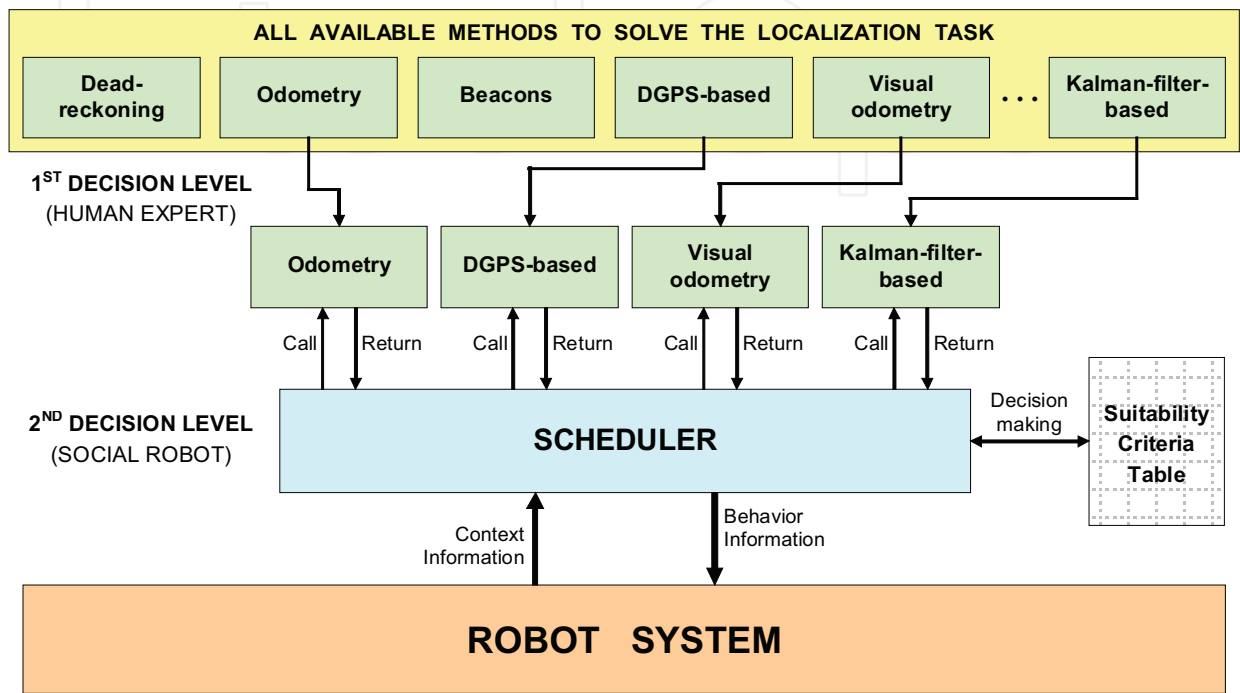 ALL AVAILABLE METHODS TO SOLVE THE LOCALIZATION TASK
Dead-
reckoning
Odometry
Beacons
DGPS-based
Visual
odometry
...
Kalman-filter-
based
1ST DECISION LEVEL
(HUMAN EXPERT)
Odometry
DGPS-based
Visual
odometry
Kalman-filter-
based
Call
Return
Call
Return
Call
Return
Call
Return
2ND DECISION LEVEL
(SOCIAL ROBOT)
SCHEDULER
Decision
making
Suitability
Criteria
Table
Context
Information
Behavior
Information
ROBOT SYSTEM